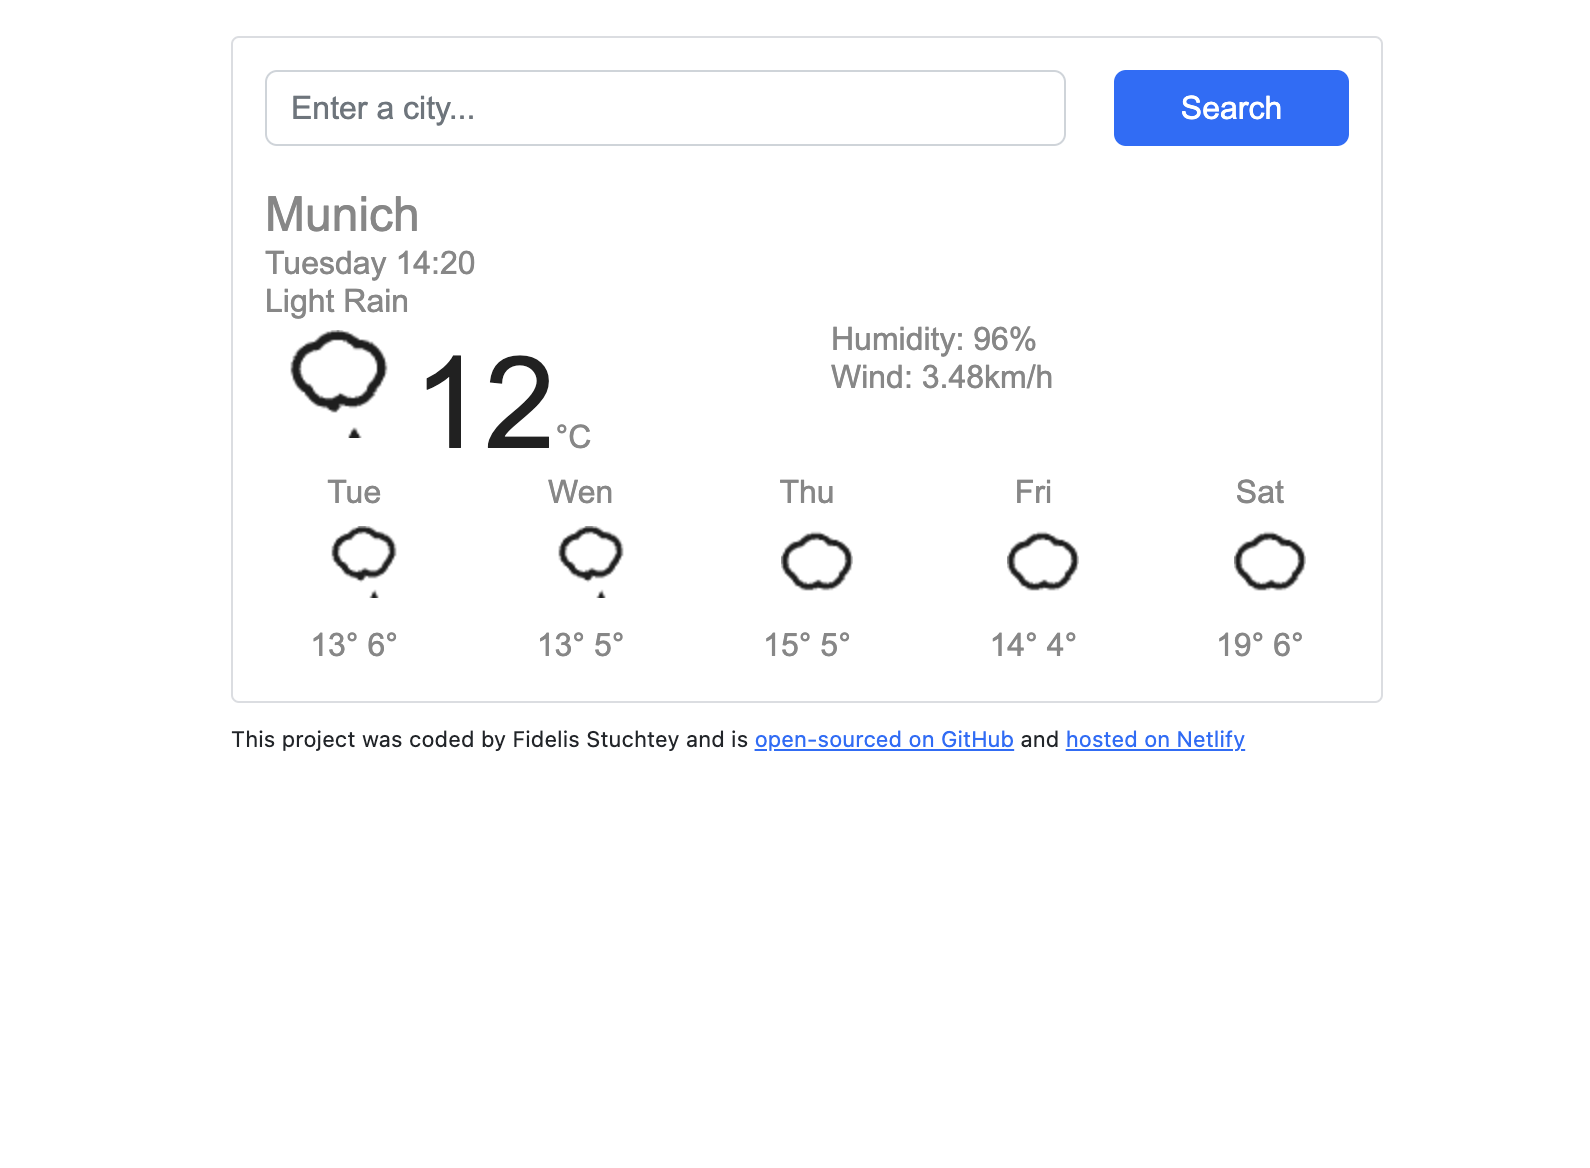 Enter a city...
Search
Munich
Tuesday 14:20
Light Rain
Humidity: 96%
Wind: 3.48km/h
12°C
Tue Wen Thu Fri Sat
13° 6° 13° 5° 15° 5° 14° 4° 19° 6°
This project was coded by Fidelis Stuchtey and is open-sourced on GitHub and hosted on Netlify